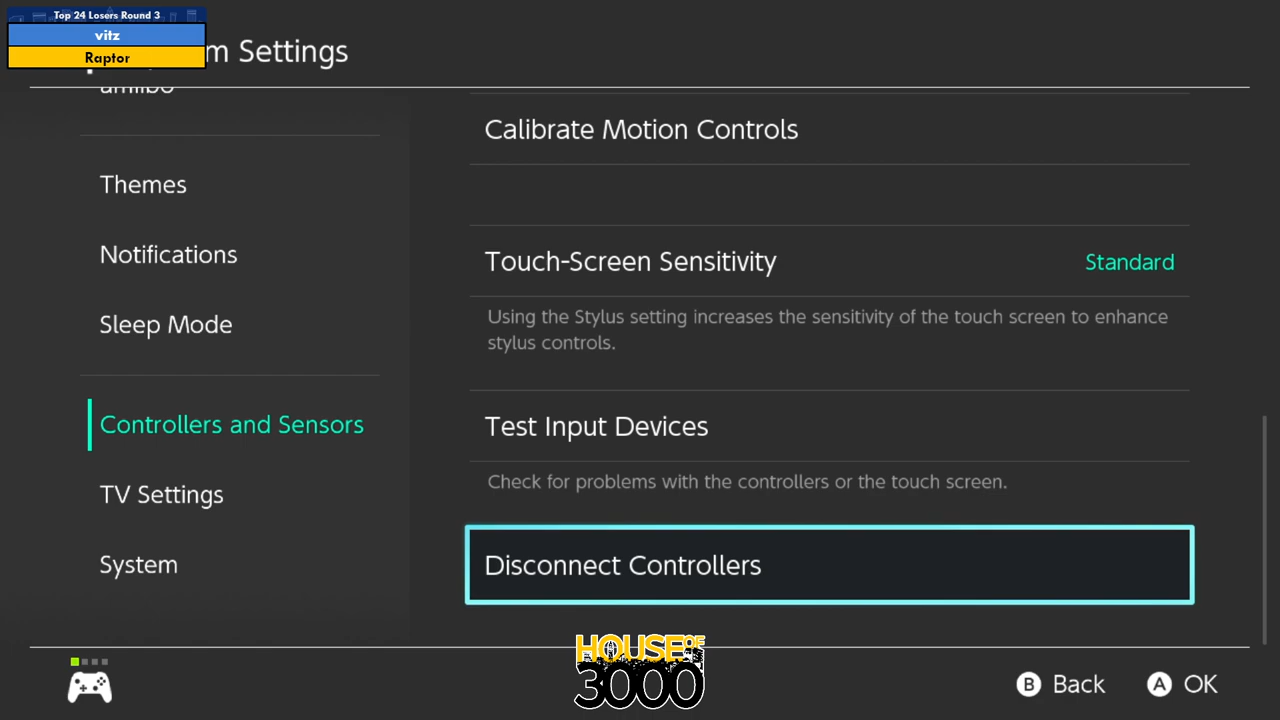 Top 24 Losers Round 3
vitz
Raptor
m Settings
amiibo
Themes
Notifications
Sleep Mode
Controllers and Sensors
TV Settings
System
Calibrate Motion Controls
Touch-Screen Sensitivity
Standard
Using the Stylus setting increases the sensitivity of the touch screen to enhance
stylus controls.
Test Input Devices
Check for problems with the controllers or the touch screen.
Disconnect Controllers
HOUSE OF
3000
B Back
A OK